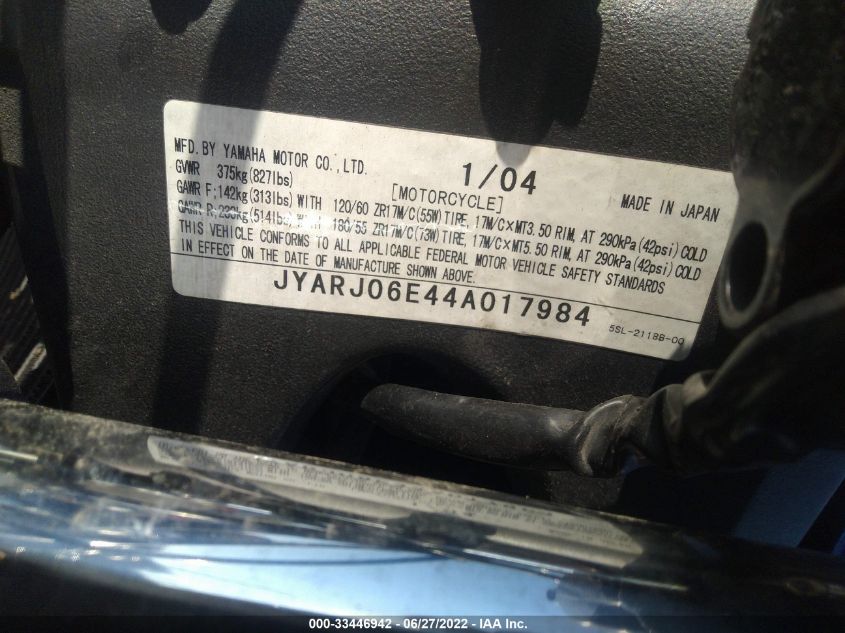 MFD. BY YAMAHA MOTOR CO., LTD. 1/04
GVWR 375kg (827lbs) [MOTORCYCLE] MADE IN JAPAN
GAWR F: 142kg (313lbs) WITH 120/60 ZR17M/C (55W) TIRE, 17M/C×MT3.50 RIM, AT 290kPa (42psi) COLD
GAWR R: 233kg (514lbs) WITH 180/55 ZR17M/C (73W) TIRE, 17M/C×MT5.50 RIM, AT 290kPa (42psi) COLD
THIS VEHICLE CONFORMS TO ALL APPLICABLE FEDERAL MOTOR VEHICLE SAFETY STANDARDS
IN EFFECT ON THE DATE OF MANUFACTURE SHOWN ABOVE.
JYARJ06E44A017984
5SL-2118B-00
000-33446942 - 06/27/2022 - IAA Inc.